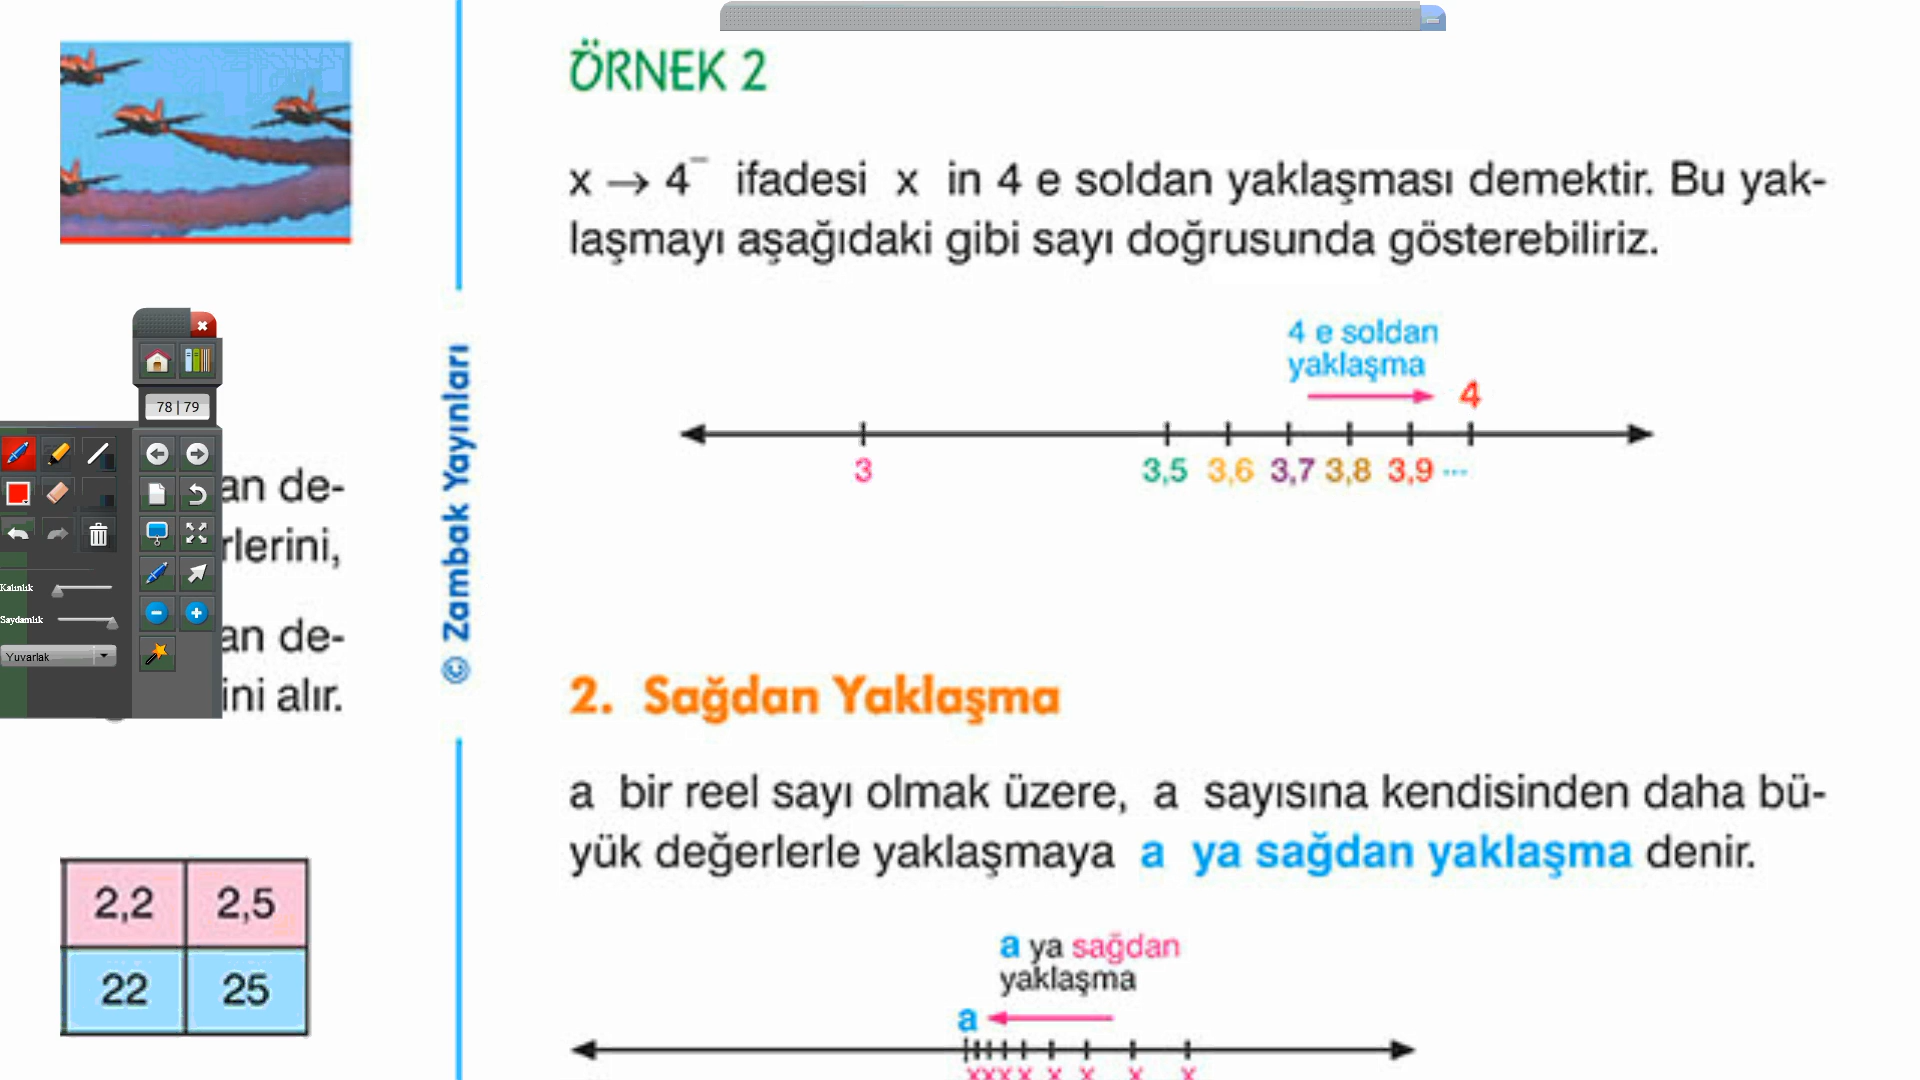 ÖRNEK 2
x → 4⁻ ifadesi x in 4 e soldan yaklaşması demektir. Bu yak-
laşmayı aşağıdaki gibi sayı doğrusunda gösterebiliriz.
4 e soldan
yaklaşma
4
3 3,5 3,6 3,7 3,8 3,9 ...
2. Sağdan Yaklaşma
a bir reel sayı olmak üzere, a sayısına kendisinden daha bü-
yük değerlerle yaklaşmaya a ya sağdan yaklaşma denir.
a ya sağdan
yaklaşma
a
x x x x x x x x x
© Zambak Yayınları
78 | 79
an de-
rlerini,
an de-
ini alır.
Kalınlık
Saydamlık
Yuvarlak
2,2 2,5
22 25